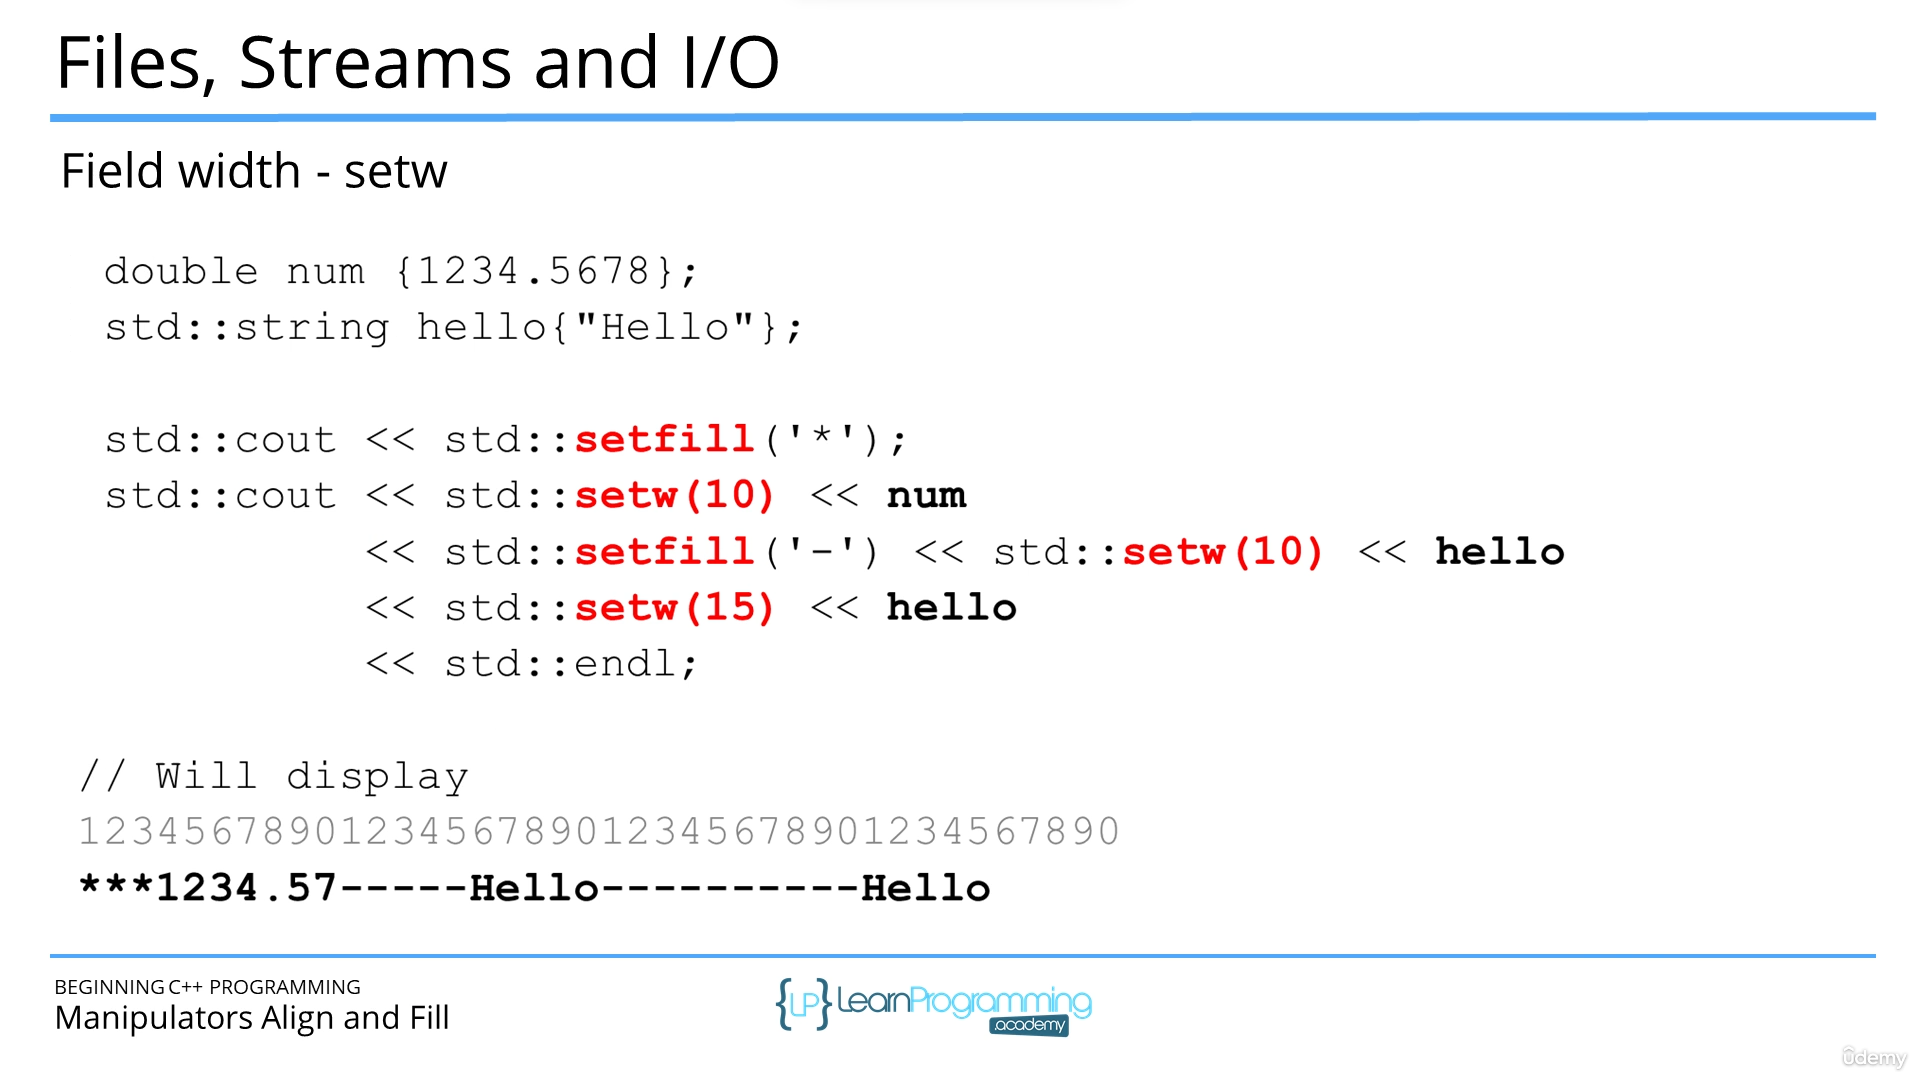 Files, Streams and I/O
Field width - setw
double num {1234.5678};
std::string hello{"Hello"};
std::cout << std::setfill('*');
std::cout << std::setw(10) << num
<< std::setfill('-') << std::setw(10) << hello
<< std::setw(15) << hello
<< std::endl;
// Will display
1234567890123456789012345678901234567890
***1234.57-----Hello----------Hello
BEGINNING C++ PROGRAMMING
Manipulators Align and Fill
{LP} LearnProgramming
.academy
ûdemy